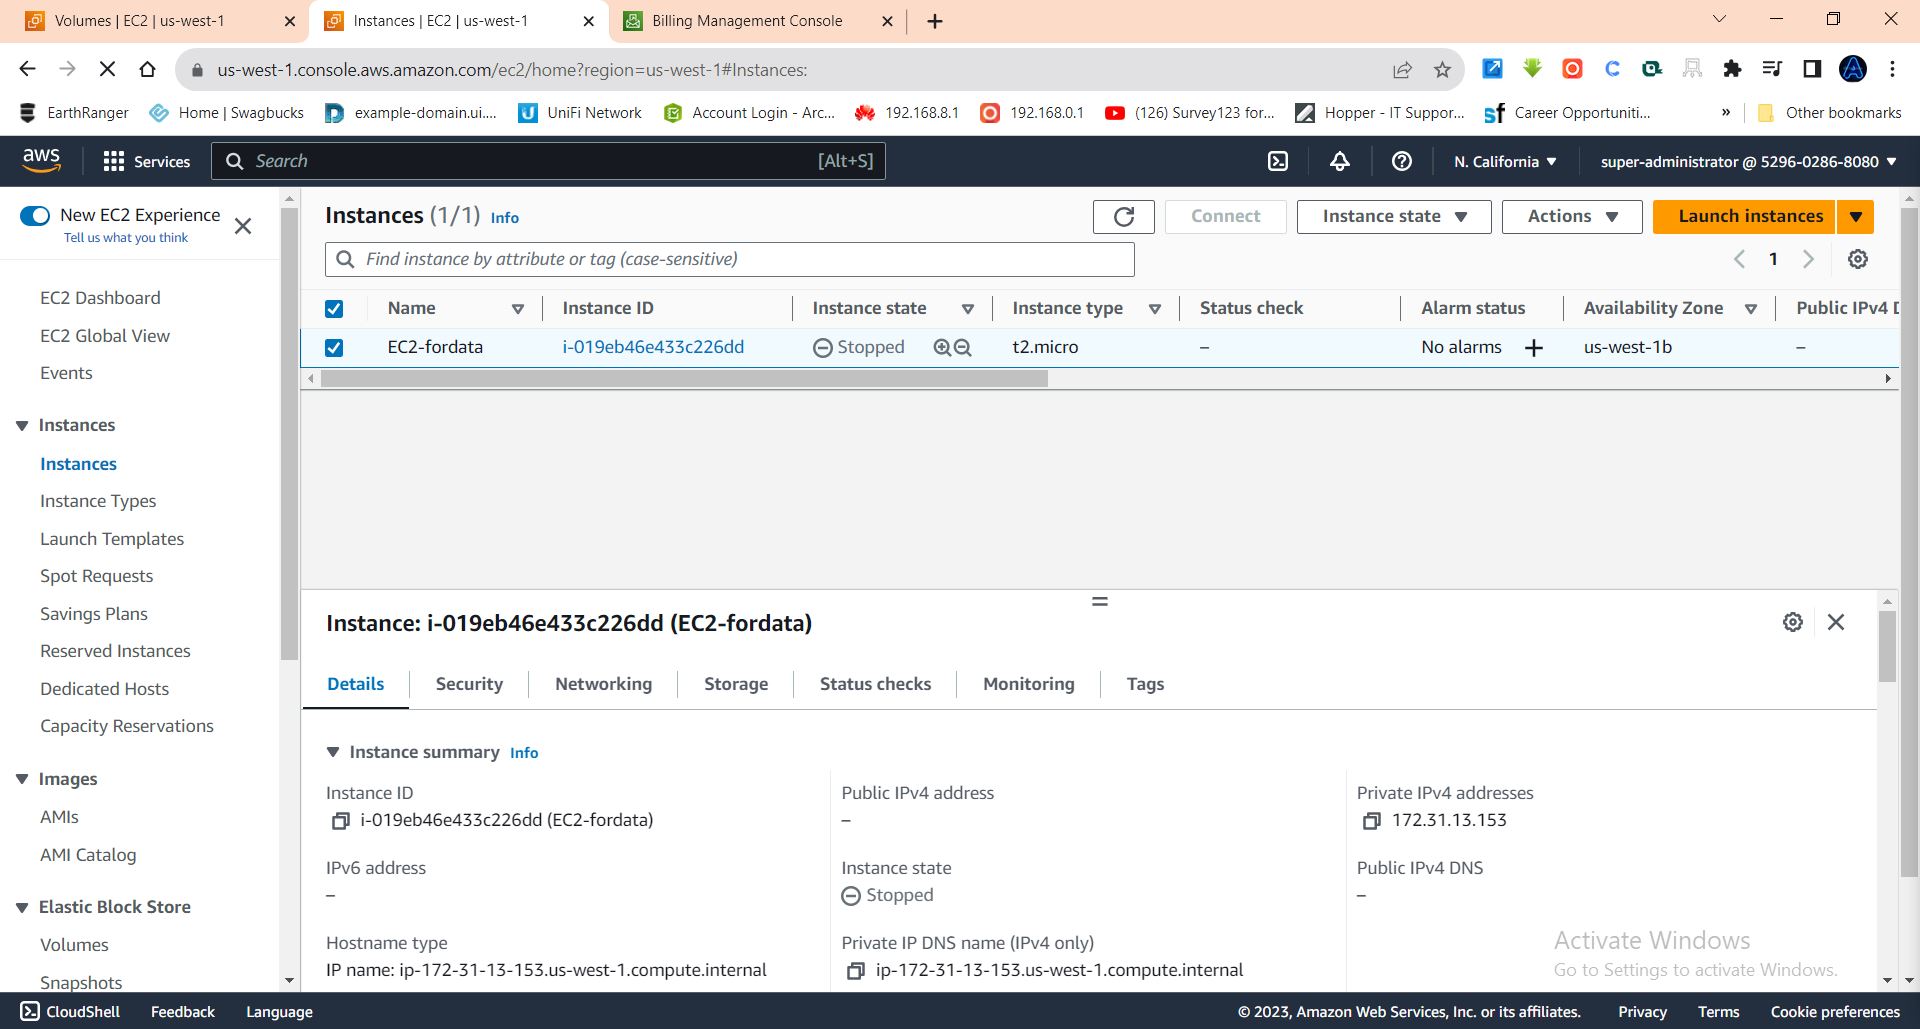 Volumes | EC2 | us-west-1
Instances | EC2 | us-west-1
Billing Management Console
us-west-1.console.aws.amazon.com/ec2/home?region=us-west-1#Instances:
EarthRanger
Home | Swagbucks
example-domain.ui....
UniFi Network
Account Login - Arc...
192.168.8.1
192.168.0.1
(126) Survey123 for...
Hopper - IT Suppor...
Career Opportuniti...
»
Other bookmarks
aws
Services
Search
[Alt+S]
N. California
super-administrator @ 5296-0286-8080
New EC2 Experience
Tell us what you think
EC2 Dashboard
EC2 Global View
Events
Instances
Instances
Instance Types
Launch Templates
Spot Requests
Savings Plans
Reserved Instances
Dedicated Hosts
Capacity Reservations
Images
AMIs
AMI Catalog
Elastic Block Store
Volumes
Snapshots
Instances (1/1) Info
Connect
Instance state
Actions
Launch instances
Find instance by attribute or tag (case-sensitive)
1
Name
Instance ID
Instance state
Instance type
Status check
Alarm status
Availability Zone
Public IPv4 D
EC2-fordata
i-019eb46e433c226dd
Stopped
t2.micro
–
No alarms
us-west-1b
–
Instance: i-019eb46e433c226dd (EC2-fordata)
Details
Security
Networking
Storage
Status checks
Monitoring
Tags
Instance summary Info
Instance ID
i-019eb46e433c226dd (EC2-fordata)
Public IPv4 address
–
Private IPv4 addresses
172.31.13.153
IPv6 address
–
Instance state
Stopped
Public IPv4 DNS
–
Hostname type
IP name: ip-172-31-13-153.us-west-1.compute.internal
Private IP DNS name (IPv4 only)
ip-172-31-13-153.us-west-1.compute.internal
Activate Windows
Go to Settings to activate Windows.
CloudShell
Feedback
Language
© 2023, Amazon Web Services, Inc. or its affiliates.
Privacy
Terms
Cookie preferences